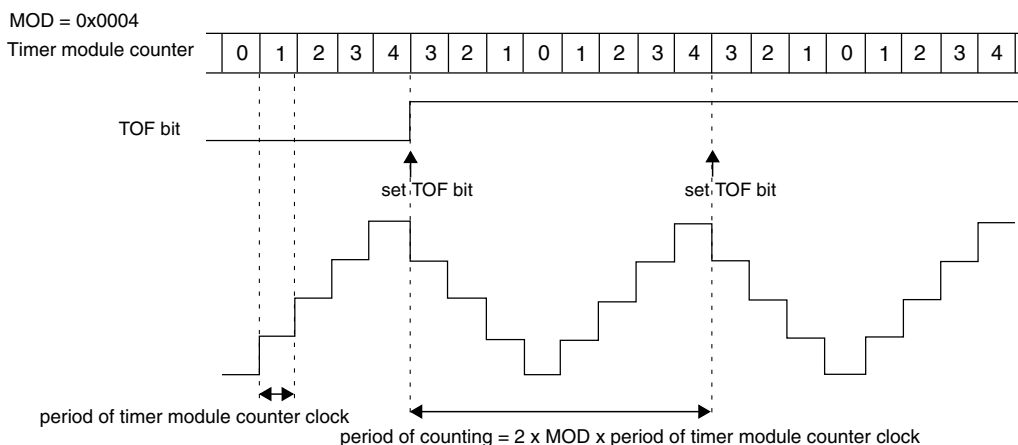 MOD = 0x0004
Timer module counter 0 1 2 3 4 3 2 1 0 1 2 3 4 3 2 1 0 1 2 3 4
TOF bit
set TOF bit set TOF bit
period of timer module counter clock
period of counting = 2 x MOD x period of timer module counter clock